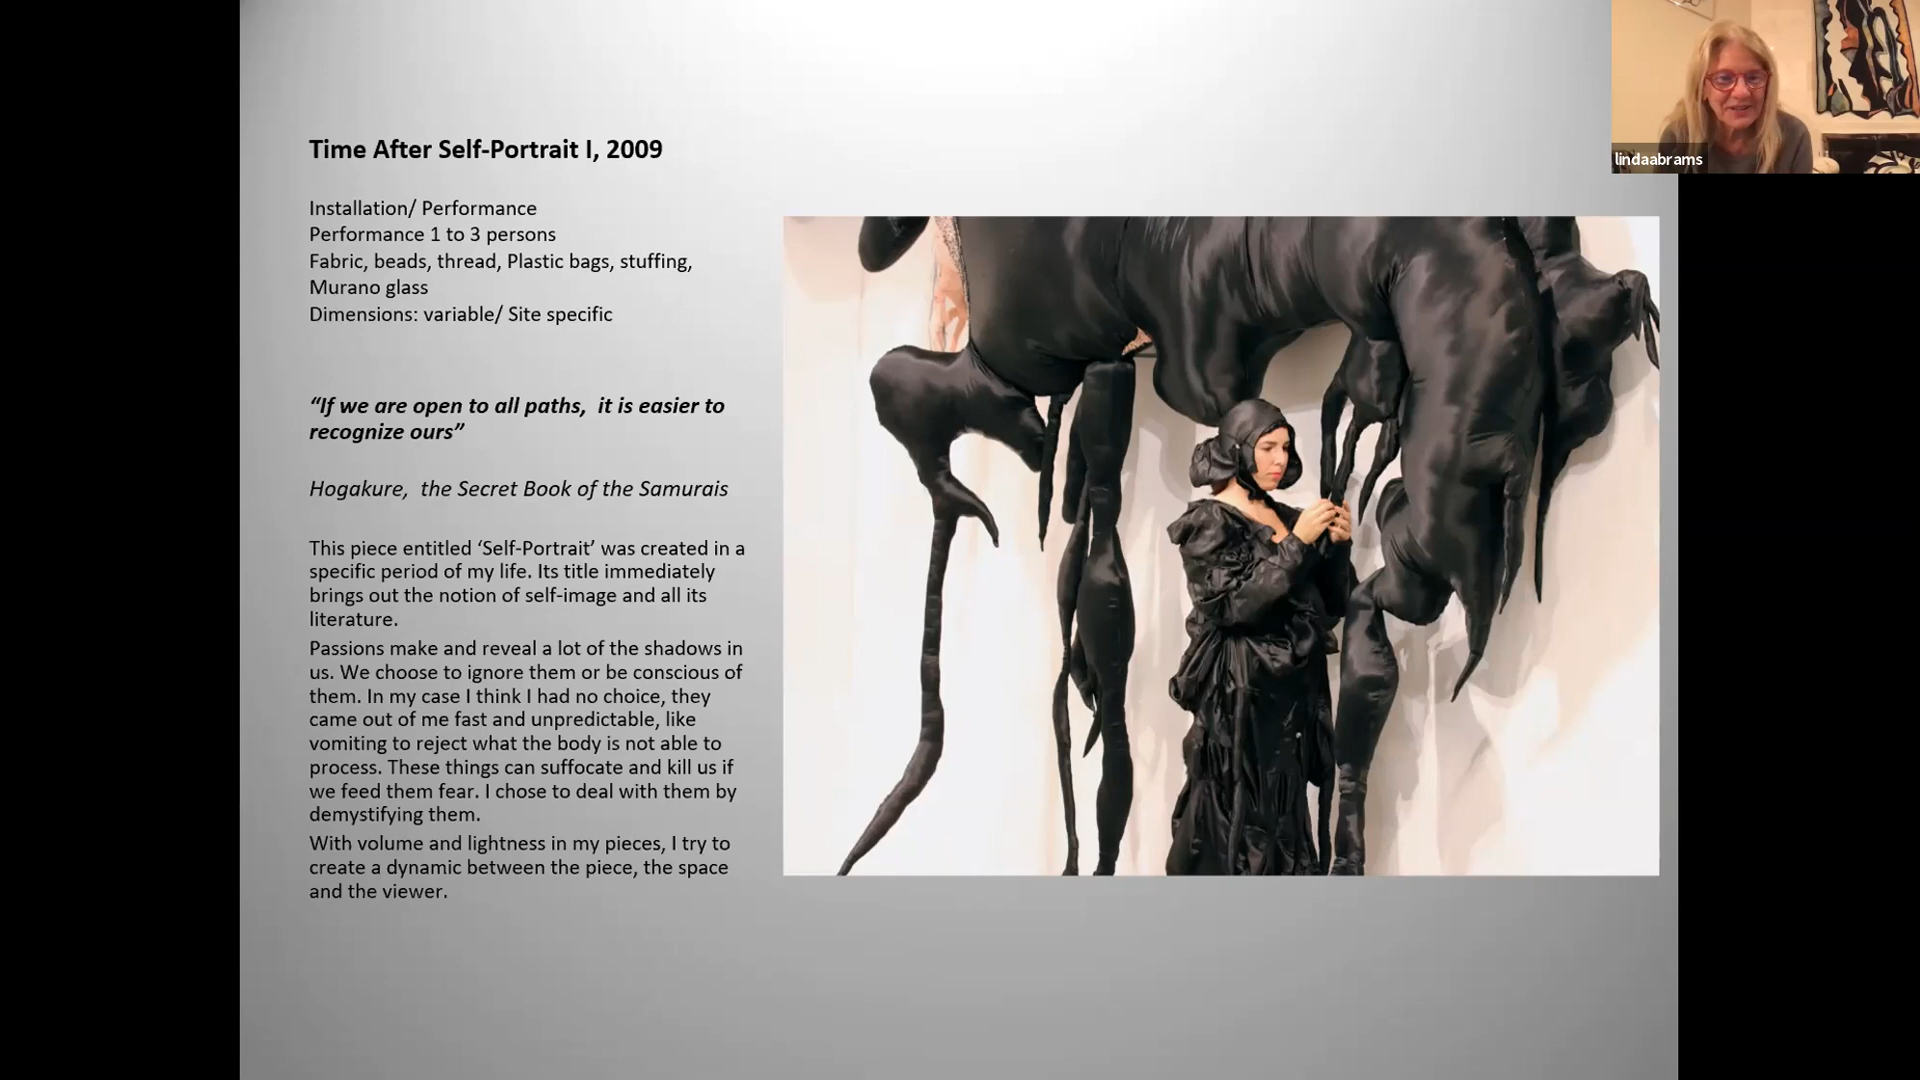 Time After Self-Portrait I, 2009
Installation/ Performance
Performance 1 to 3 persons
Fabric, beads, thread, Plastic bags, stuffing,
Murano glass
Dimensions: variable/ Site specific
“If we are open to all paths,  it is easier to
recognize ours”
Hogakure,  the Secret Book of the Samurais
This piece entitled ‘Self-Portrait’ was created in a
specific period of my life. Its title immediately
brings out the notion of self-image and all its
literature.
Passions make and reveal a lot of the shadows in
us. We choose to ignore them or be conscious of
them. In my case I think I had no choice, they
came out of me fast and unpredictable, like
vomiting to reject what the body is not able to
process. These things can suffocate and kill us if
we feed them fear. I chose to deal with them by
demystifying them.
With volume and lightness in my pieces, I try to
create a dynamic between the piece, the space
and the viewer.
lindaabrams